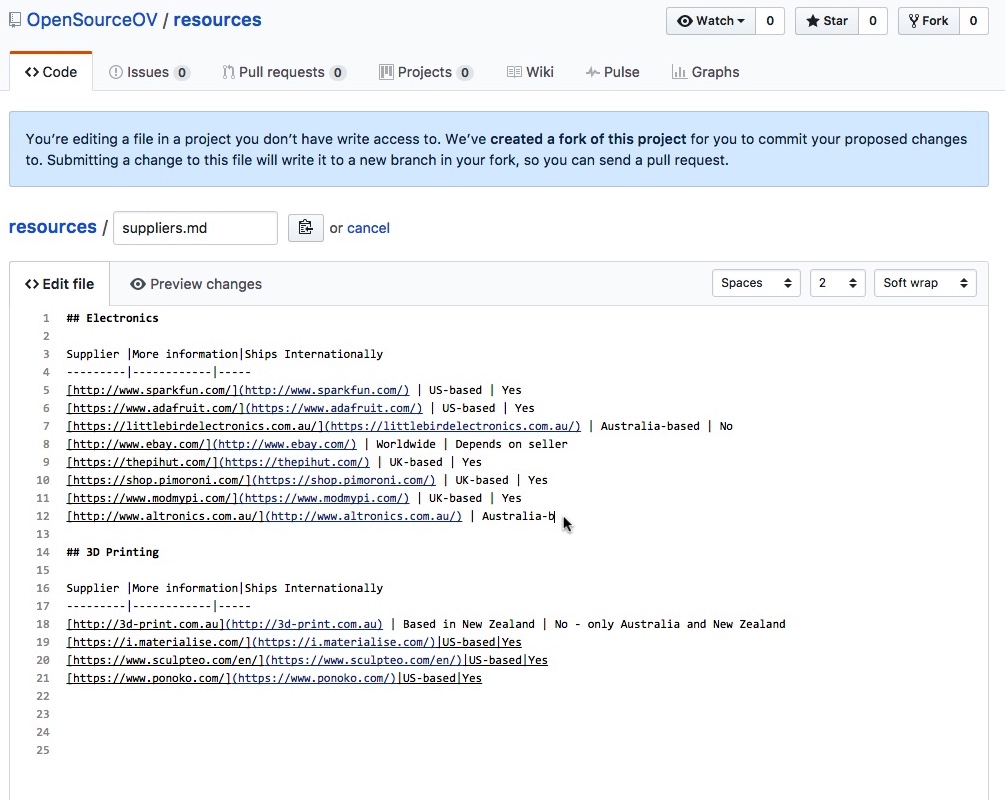 OpenSourceOV / resources
Watch 0 Star 0 Fork 0
Code Issues 0 Pull requests 0 Projects 0 Wiki Pulse Graphs
You're editing a file in a project you don't have write access to. We've created a fork of this project for you to commit your proposed changes
to. Submitting a change to this file will write it to a new branch in your fork, so you can send a pull request.
resources / suppliers.md or cancel
<> Edit file Preview changes Spaces 2 Soft wrap
1 ## Electronics
2
3 Supplier |More information|Ships Internationally
4 ---------|------------|-----
5 [http://www.sparkfun.com/](http://www.sparkfun.com/) | US-based | Yes
6 [https://www.adafruit.com/](https://www.adafruit.com/) | US-based | Yes
7 [https://littlebirdelectronics.com.au/](https://littlebirdelectronics.com.au/) | Australia-based | No
8 [http://www.ebay.com/](http://www.ebay.com/) | Worldwide | Depends on seller
9 [https://thepihut.com/](https://thepihut.com/) | UK-based | Yes
10 [https://shop.pimoroni.com/](https://shop.pimoroni.com/) | UK-based | Yes
11 [https://www.modmypi.com/](https://www.modmypi.com/) | UK-based | Yes
12 [http://www.altronics.com.au/](http://www.altronics.com.au/) | Australia-b
13
14 ## 3D Printing
15
16 Supplier |More information|Ships Internationally
17 ---------|------------|-----
18 [http://3d-print.com.au](http://3d-print.com.au) | Based in New Zealand | No - only Australia and New Zealand
19 [https://i.materialise.com/](https://i.materialise.com/)|US-based|Yes
20 [https://www.sculpteo.com/en/](https://www.sculpteo.com/en/)|US-based|Yes
21 [https://www.ponoko.com/](https://www.ponoko.com/)|US-based|Yes
22
23
24
25